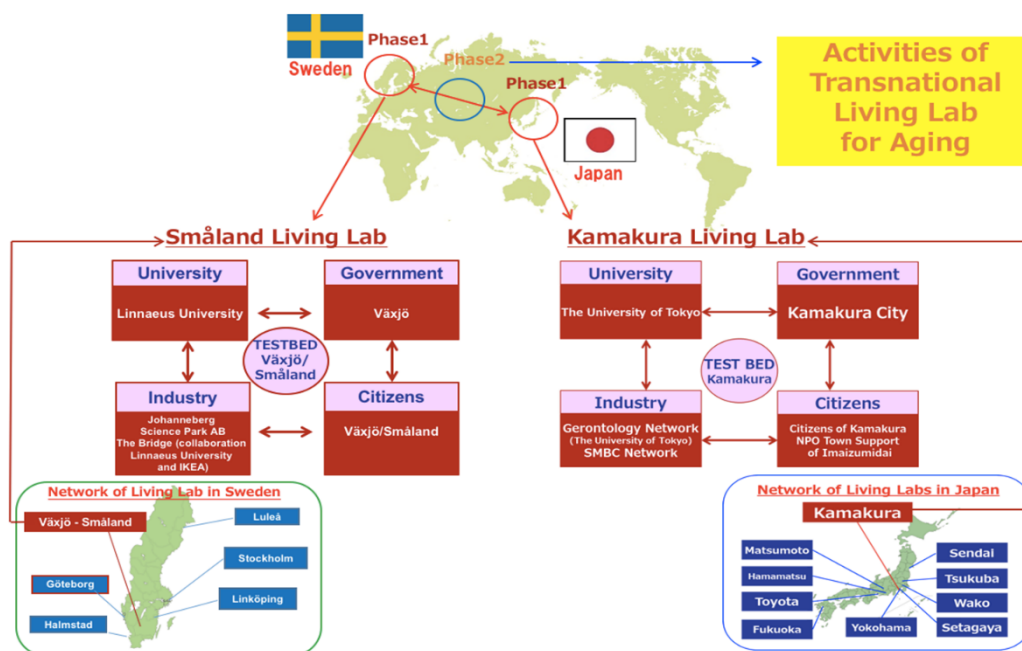 Phase1
Sweden
Phase2
Phase1
Japan
Activities of
Transnational
Living Lab
for Aging
Småland Living Lab
University
Linnaeus University
Government
Växjö
TESTBED
Växjö/
Småland
Industry
Johanneberg
Science Park AB
The Bridge (collaboration
Linnaeus University
and IKEA)
Citizens
Växjö/Småland
Kamakura Living Lab
University
The University of Tokyo
Government
Kamakura City
TEST BED
Kamakura
Industry
Gerontology Network
(The University of Tokyo)
SMBC Network
Citizens
Citizens of Kamakura
NPO Town Support
of Imaizumidai
Network of Living Lab in Sweden
Växjö - Småland
Luleå
Stockholm
Göteborg
Linköping
Halmstad
Network of Living Labs in Japan
Kamakura
Matsumoto
Sendai
Hamamatsu
Tsukuba
Toyota
Wako
Fukuoka
Yokohama
Setagaya